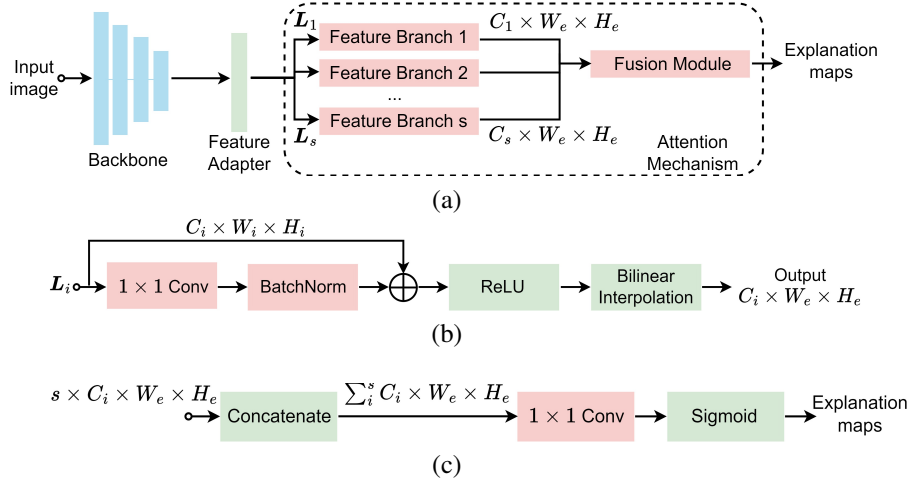 Input
image
Backbone
Feature
Adapter
L₁
Feature Branch 1
C₁ × Wₑ × Hₑ
Feature Branch 2
...
Feature Branch s
Lₛ
Cₛ × Wₑ × Hₑ
Fusion Module
Attention
Mechanism
Explanation
maps
(a)
Cᵢ × Wᵢ × Hᵢ
Lᵢ
1 × 1 Conv
BatchNorm
ReLU
Bilinear
Interpolation
Output
Cᵢ × Wₑ × Hₑ
(b)
s × Cᵢ × Wₑ × Hₑ
Concatenate
∑ᵢˢ Cᵢ × Wₑ × Hₑ
1 × 1 Conv
Sigmoid
Explanation
maps
(c)